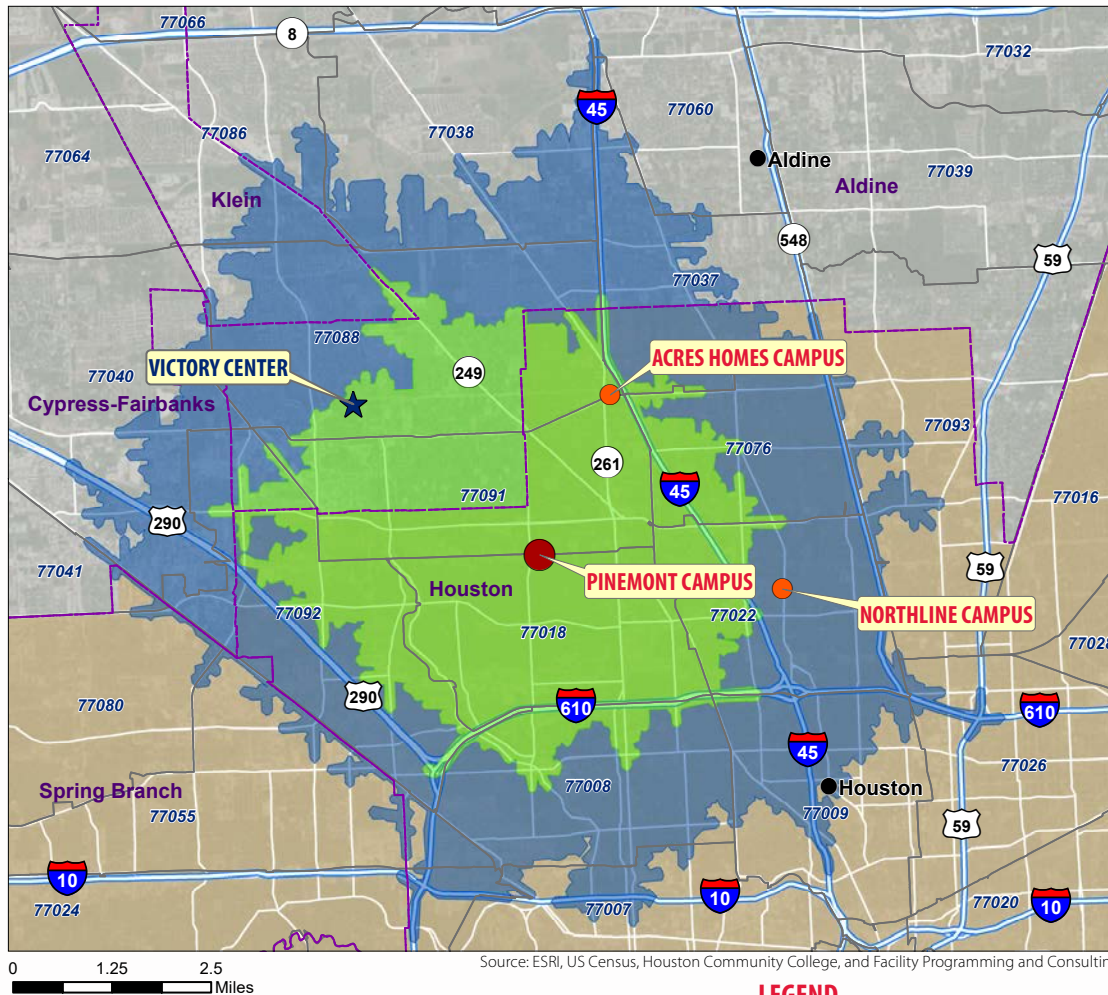 77066
8
77032
45
77060
77086
77038
77064
Aldine
77039
Klein
Aldine
548
59
77037
77088
VICTORY CENTER
ACRES HOMES CAMPUS
249
77040
Cypress-Fairbanks
77093
77076
261
77091
45
77016
290
59
77041
PINEMONT CAMPUS
Houston
77092
NORTHLINE CAMPUS
77022
77018
77028
290
77080
610
610
45
77026
Spring Branch
77008
Houston
77055
77009
59
10
10
10
77024
77007
77020
Source: ESRI, US Census, Houston Community College, and Facility Programming and Consultin
0 1.25 2.5
Miles
LEGEND